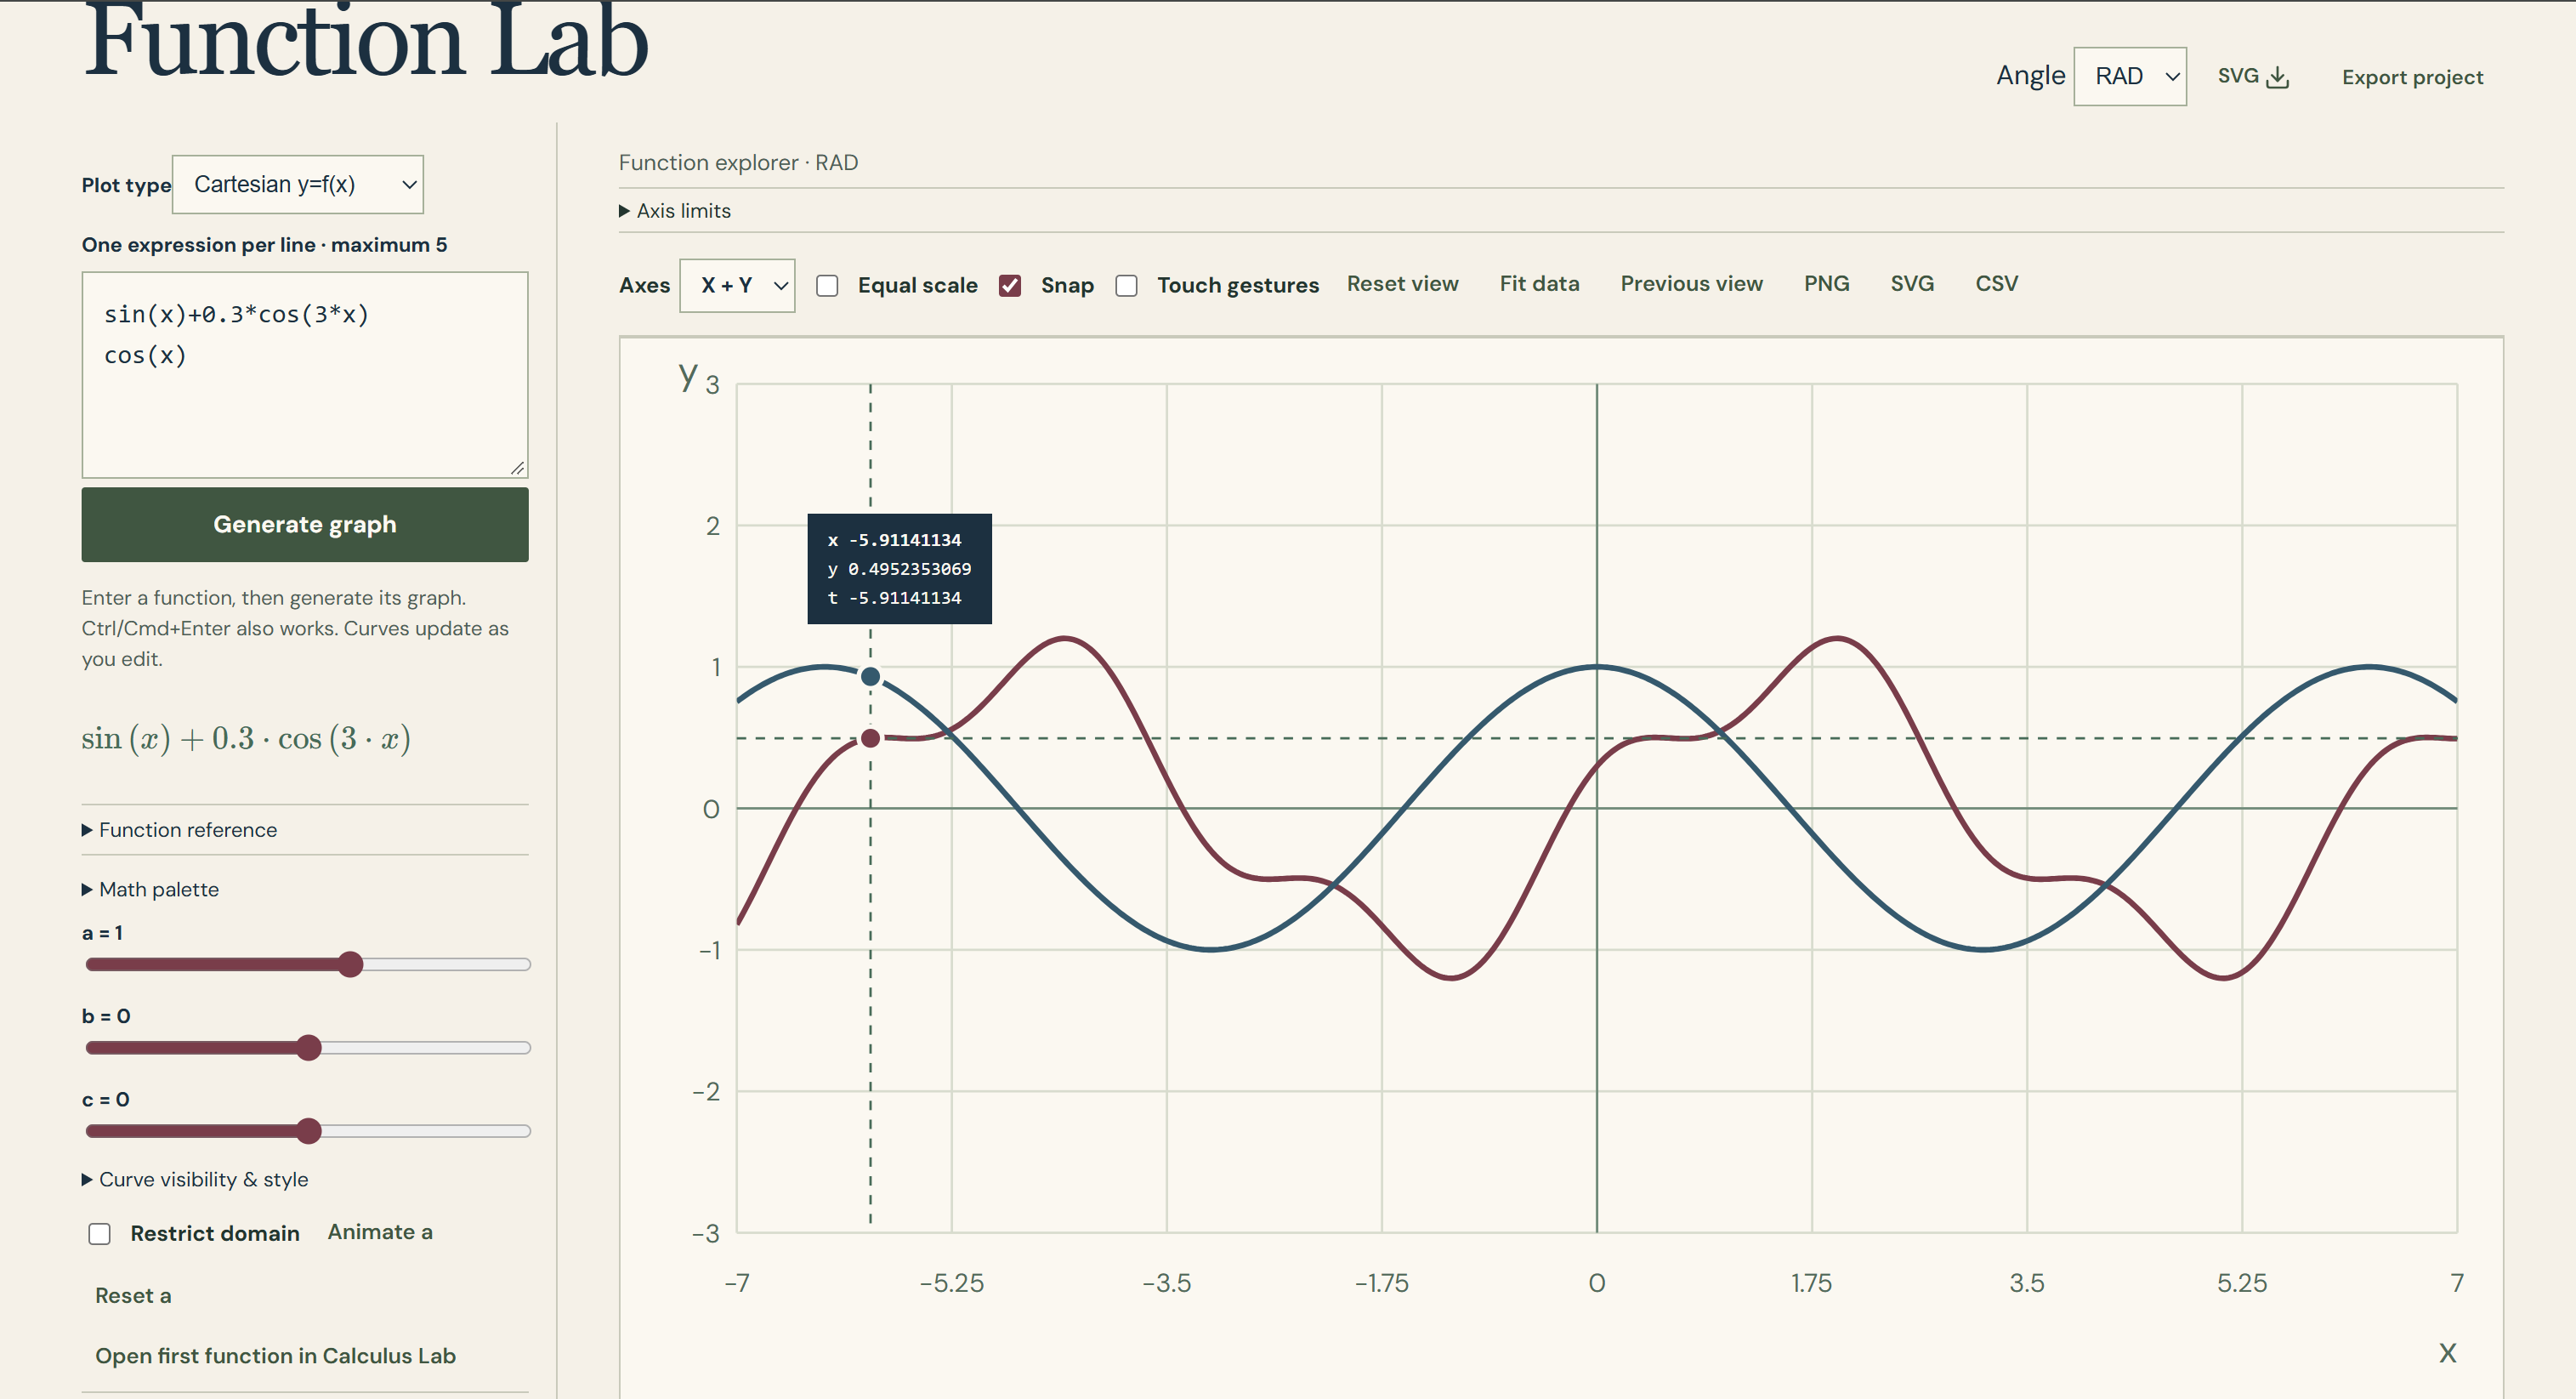 Function Lab
Angle RAD SVG Export project
Plot type Cartesian y=f(x)
One expression per line · maximum 5
sin(x)+0.3*cos(3*x)
cos(x)
Generate graph
Enter a function, then generate its graph.
Ctrl/Cmd+Enter also works. Curves update as
you edit.
sin (x) + 0.3 · cos (3 · x)
Function reference
Math palette
a = 1
b = 0
c = 0
Curve visibility & style
Restrict domain Animate a
Reset a
Open first function in Calculus Lab
Function explorer · RAD
Axis limits
Axes X + Y Equal scale Snap Touch gestures Reset view Fit data Previous view PNG SVG CSV
y
3
2
x -5.91141134
y 0.4952353069
t -5.91141134
1
0
−1
−2
−3
−7 −5.25 −3.5 −1.75 0 1.75 3.5 5.25 7
x